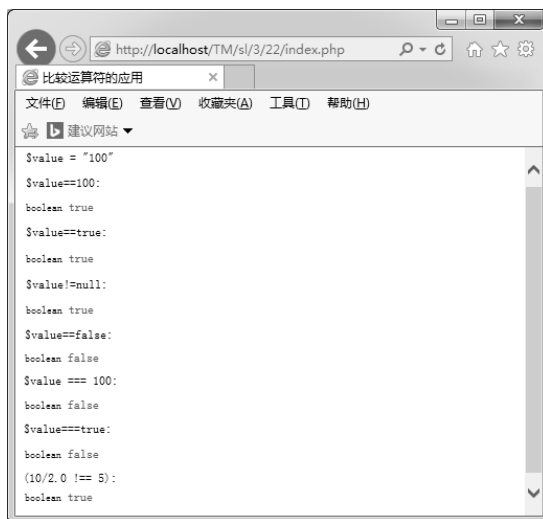 http://localhost/TM/sl/3/22/index.php
比较运算符的应用
文件(F) 编辑(E) 查看(V) 收藏夹(A) 工具(T) 帮助(H)
建议网站
$value = "100"
$value==100:
boolean true
$value==true:
boolean true
$value!=null:
boolean true
$value==false:
boolean false
$value === 100:
boolean false
$value===true:
boolean false
(10/2.0 !== 5):
boolean true